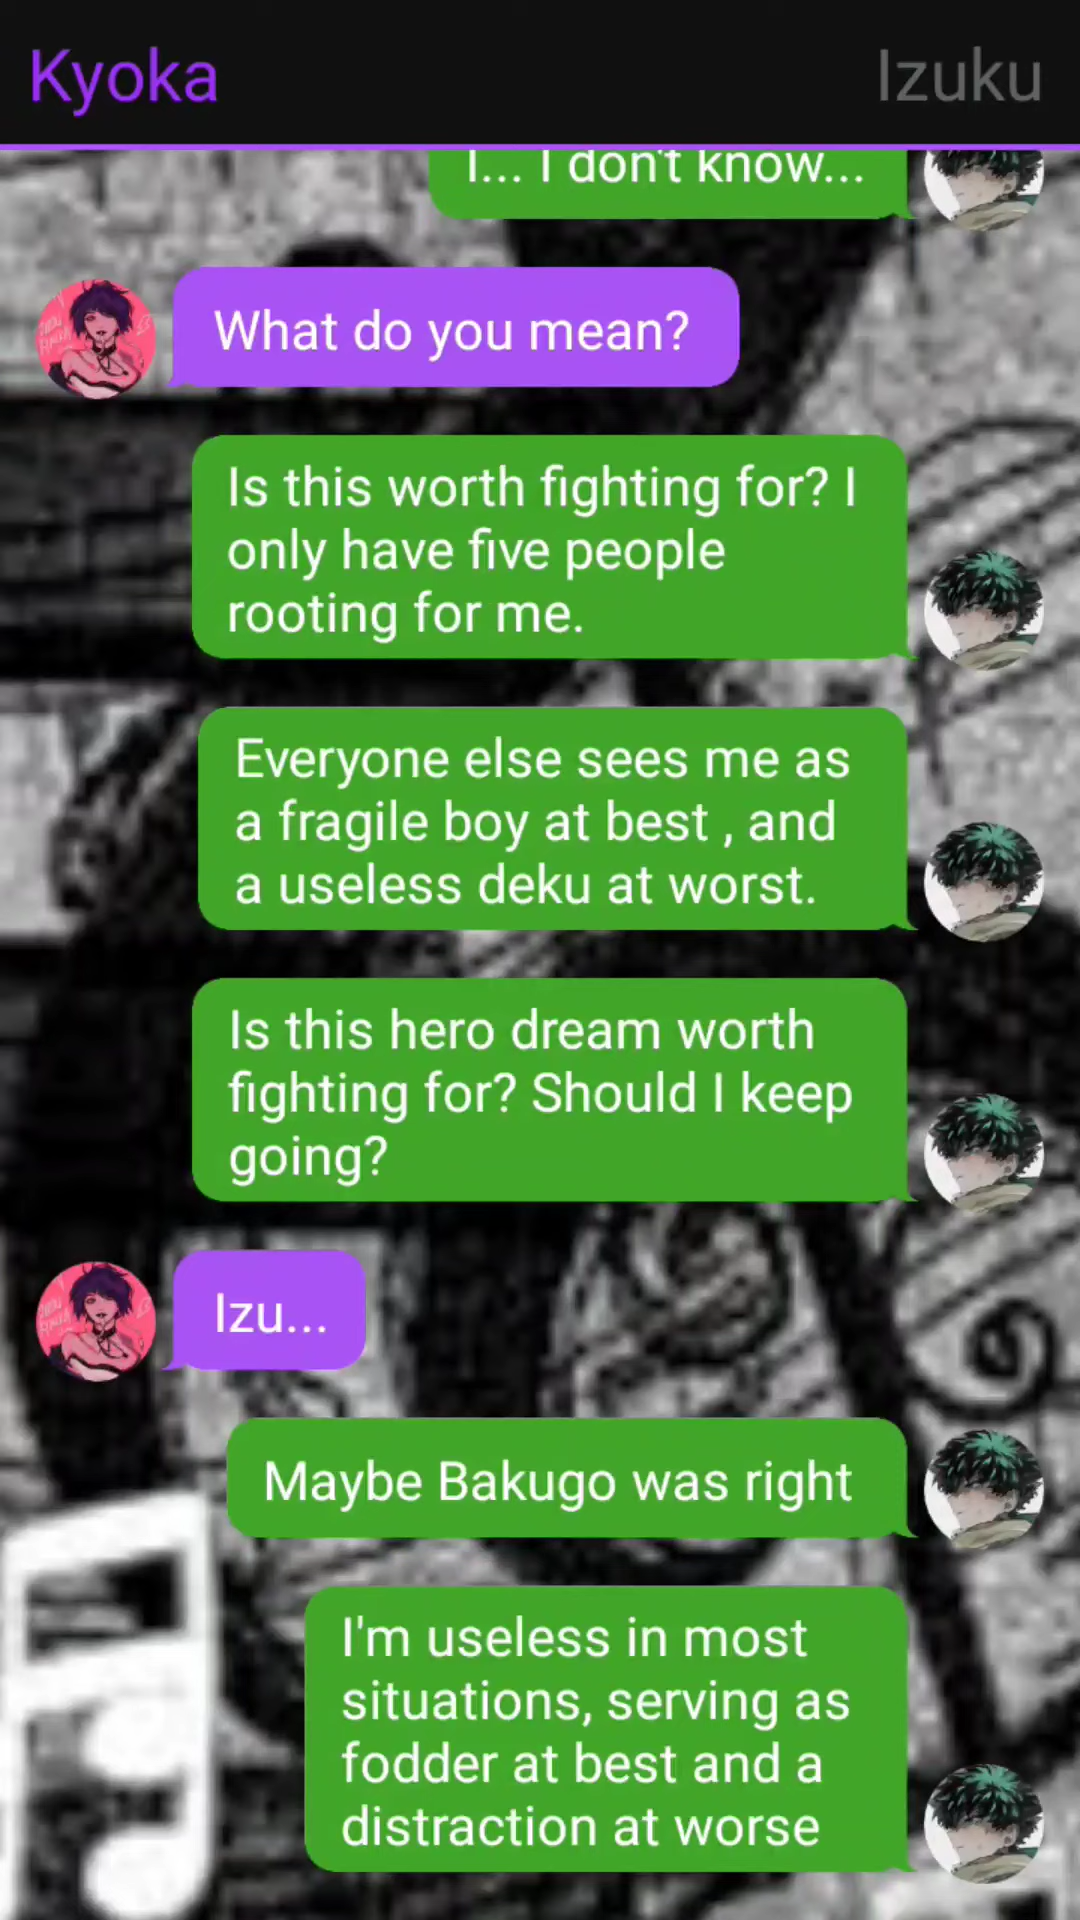 Kyoka
Izuku
I... I don't know...
What do you mean?
Is this worth fighting for? I
only have five people
rooting for me.
Everyone else sees me as
a fragile boy at best , and
a useless deku at worst.
Is this hero dream worth
fighting for? Should I keep
going?
Izu...
Maybe Bakugo was right
I'm useless in most
situations, serving as
fodder at best and a
distraction at worse